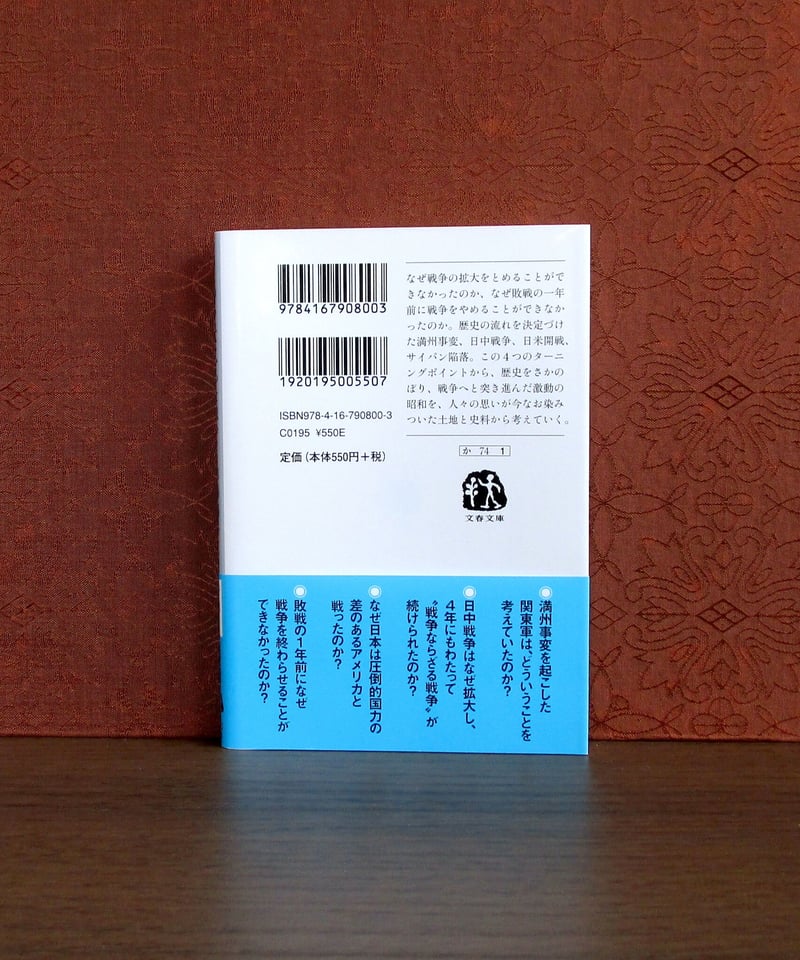 9784167908003
1920195005507
ISBN978-4-16-790800-3
C0195 ¥550E
定価(本体550円+税)
なぜ戦争の拡大をとめることがで
きなかったのか、なぜ敗戦の一年
前に戦争をやめることができなか
ったのか。歴史の流れを決定づけ
た満州事変、日中戦争、日米開戦、
サイパン陥落。この4つのターニ
ングポイントから、歴史をさかの
ぼり、戦争へと突き進んだ激動の
昭和を、人々の思いが今なお染み
ついた土地と史料から考えていく。
か 74 1
文春文庫
満州事変を起こした
関東軍は、どういうことを
考えていたのか?
日中戦争はなぜ拡大し、
4年にもわたって
〝戦争ならざる戦争〟が
続けられたのか?
なぜ日本は圧倒的国力の
差のあるアメリカと
戦ったのか?
敗戦の1年前になぜ
戦争を終わらせることが
できなかったのか?